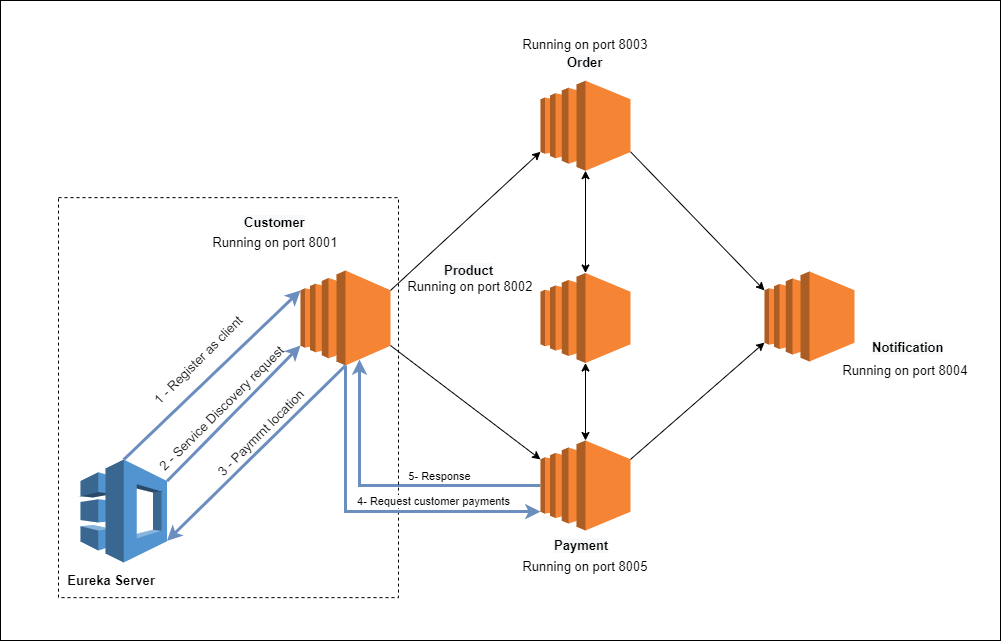 Running on port 8003
Order
Customer
Running on port 8001
Product
Running on port 8002
Notification
Running on port 8004
1 - Register as client
2 - Service Discovery request
3 - Paymrnt location
5- Response
4- Request customer payments
Payment
Running on port 8005
Eureka Server